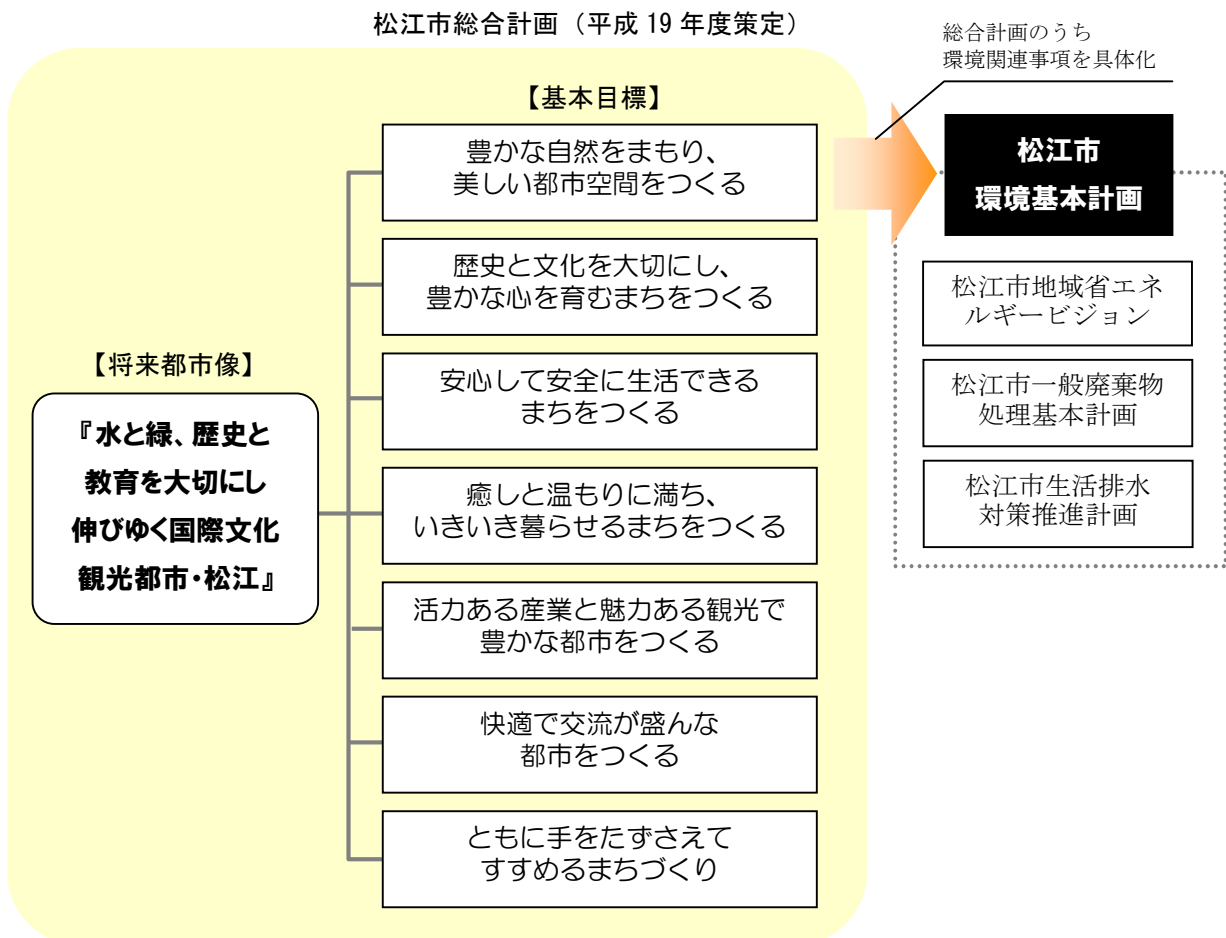 松江市総合計画（平成 19 年度策定）
総合計画のうち
環境関連事項を具体化
【基本目標】
豊かな自然をまもり、
美しい都市空間をつくる
歴史と文化を大切にし、
豊かな心を育むまちをつくる
安心して安全に生活できる
まちをつくる
癒しと温もりに満ち、
いきいき暮らせるまちをつくる
活力ある産業と魅力ある観光で
豊かな都市をつくる
快適で交流が盛んな
都市をつくる
ともに手をたずさえて
すすめるまちづくり
【将来都市像】
『水と緑、歴史と
教育を大切にし
伸びゆく国際文化
観光都市・松江』
松江市
環境基本計画
松江市地域省エネ
ルギービジョン
松江市一般廃棄物
処理基本計画
松江市生活排水
対策推進計画